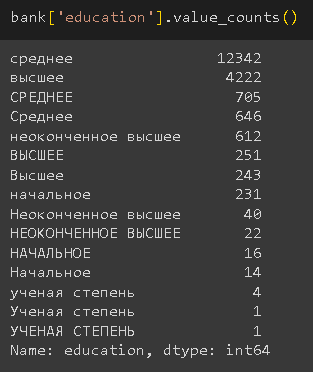 bank['education'].value_counts()
среднее 12342
высшее 4222
СРЕДНЕЕ 705
Среднее 646
неоконченное высшее 612
ВЫСШЕЕ 251
Высшее 243
начальное 231
Неоконченное высшее 40
НЕОКОНЧЕННОЕ ВЫСШЕЕ 22
НАЧАЛЬНОЕ 16
Начальное 14
ученая степень 4
Ученая степень 1
УЧЕНАЯ СТЕПЕНЬ 1
Name: education, dtype: int64